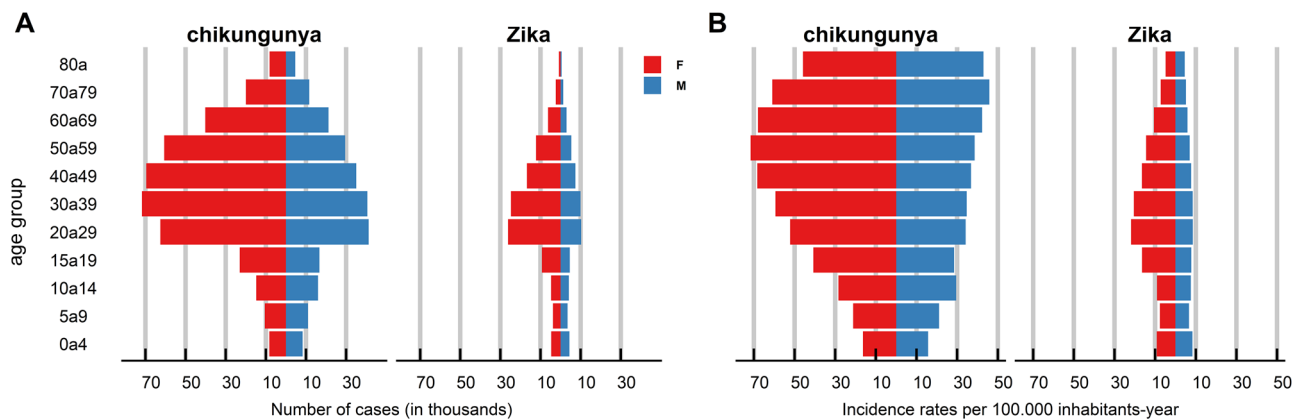 A
chikungunya
Zika
B
chikungunya
Zika
F
M
age group
80a
70a79
60a69
50a59
40a49
30a39
20a29
15a19
10a14
5a9
0a4
70 50 30 10 10 30
70 50 30 10 10 30
70 50 30 10 10 30 50
70 50 30 10 10 30 50
Number of cases (in thousands)
Incidence rates per 100.000 inhabitants-year